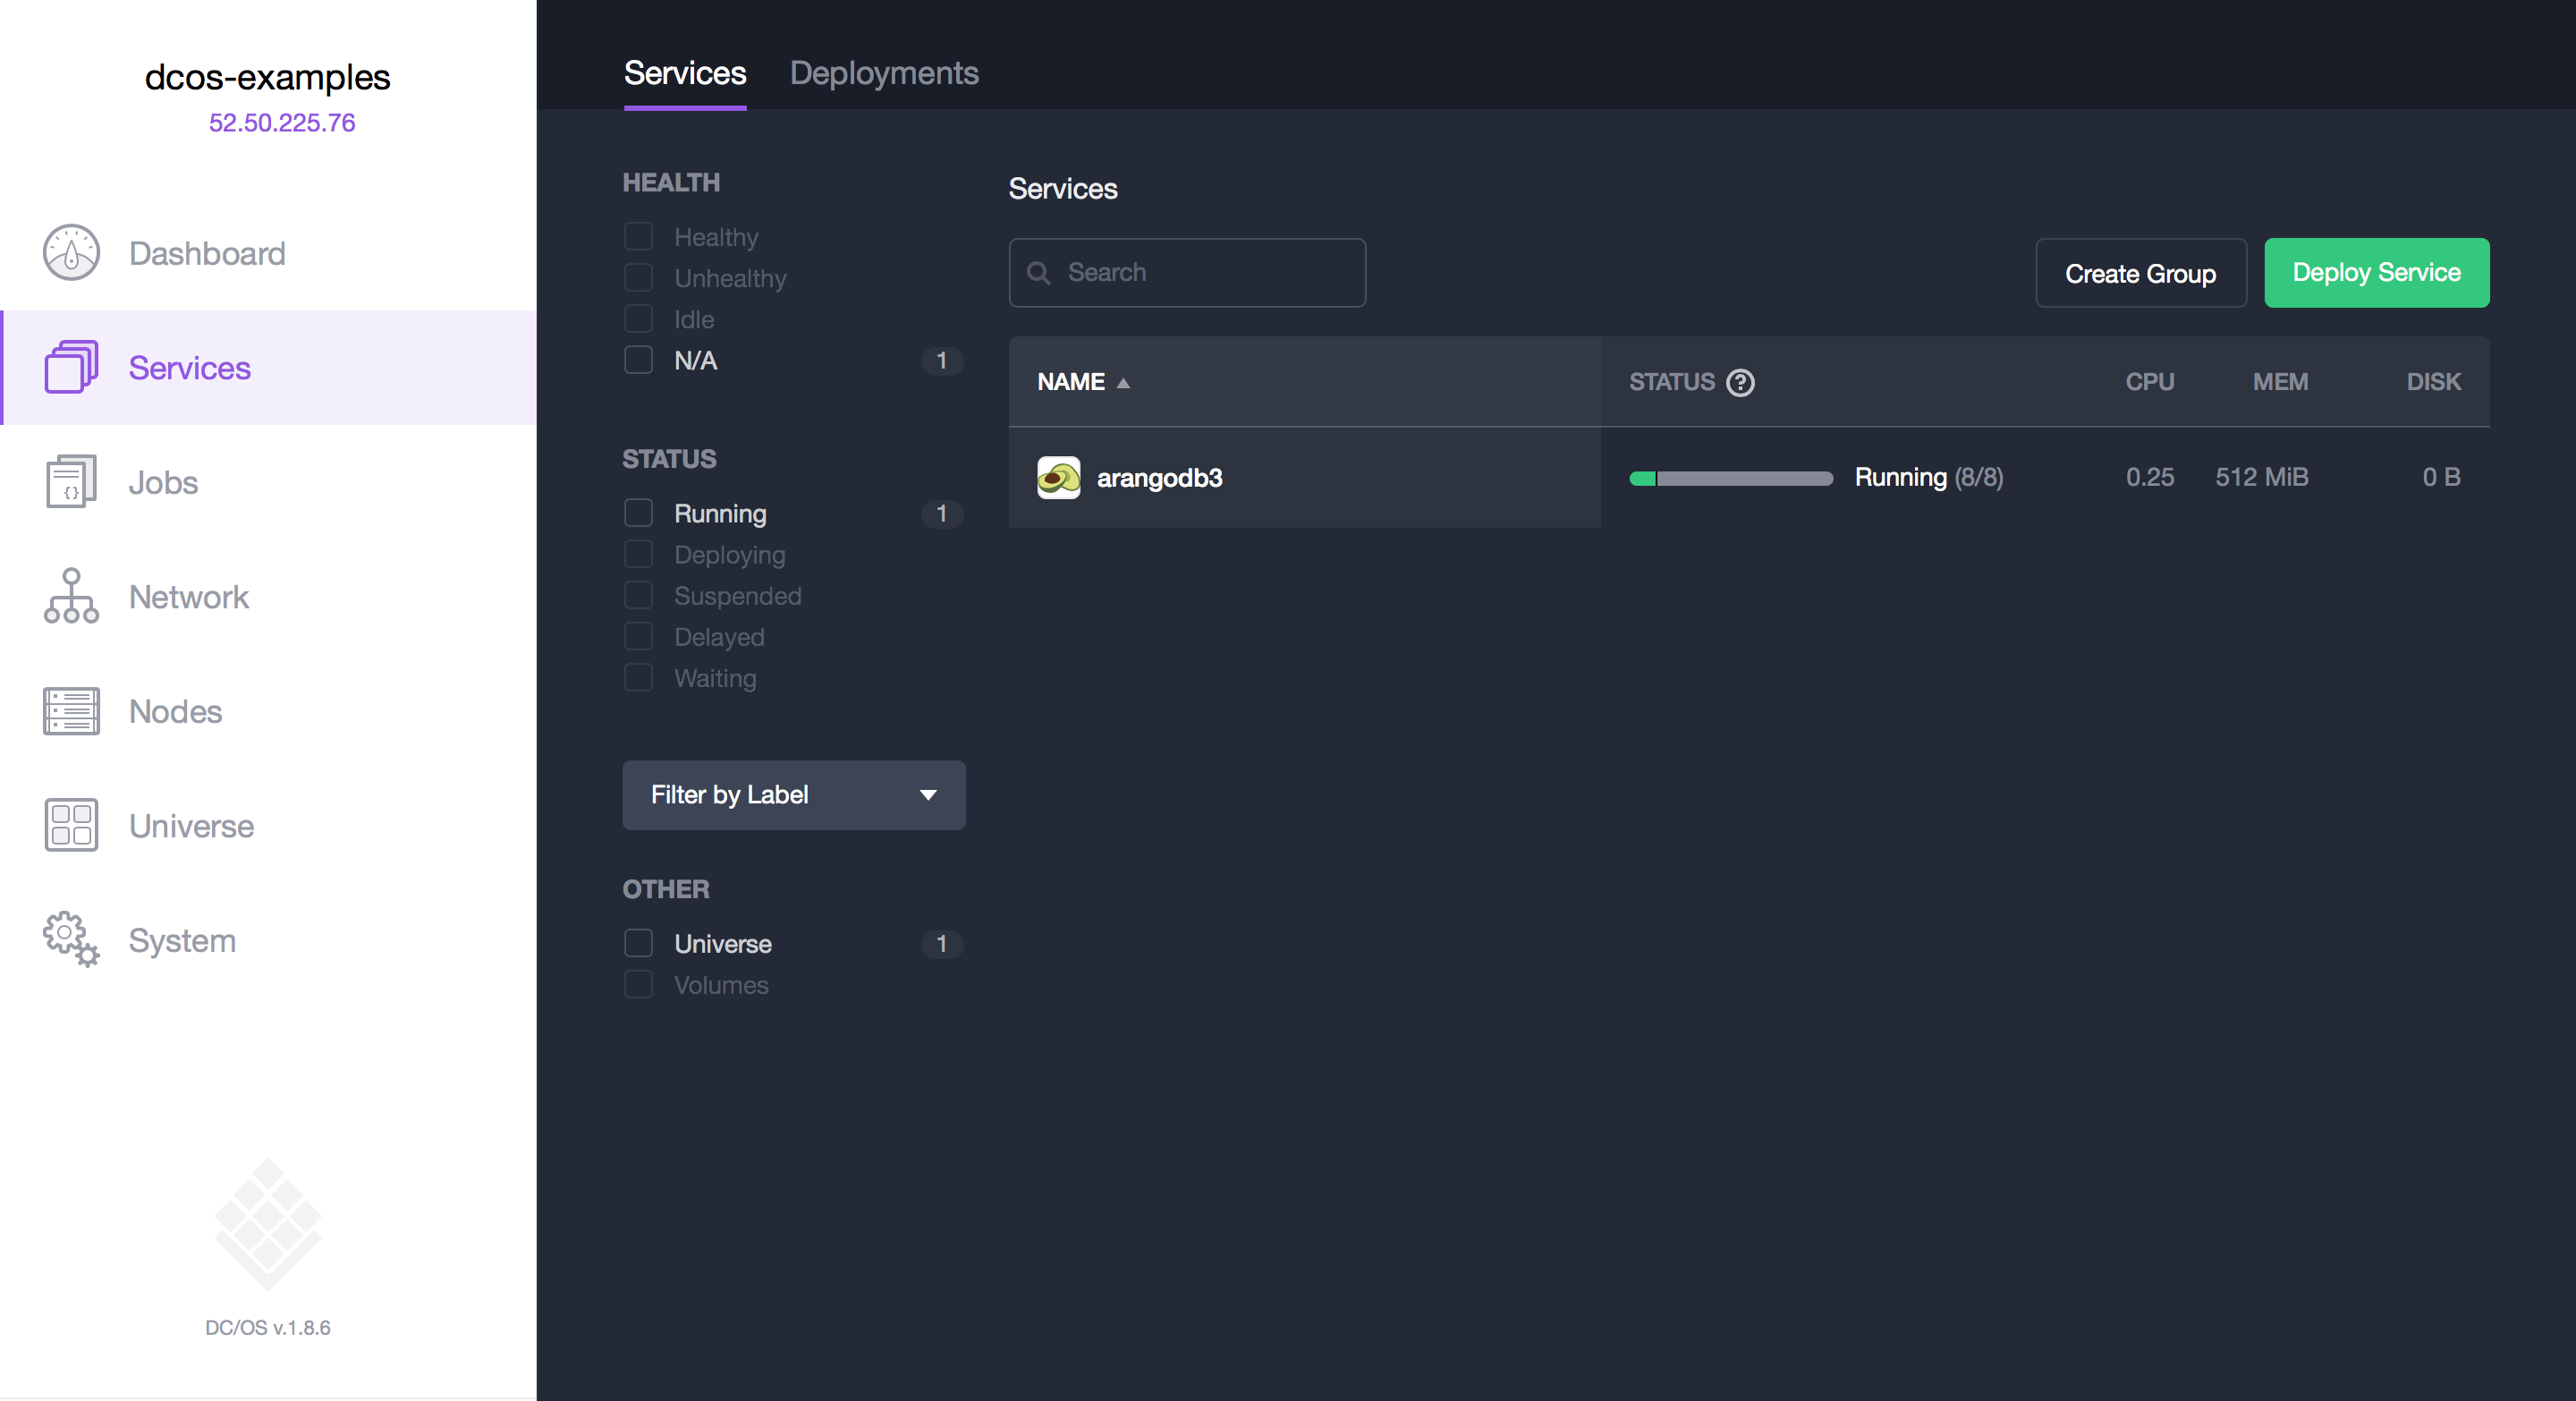 dcos-examples
52.50.225.76
Dashboard
Services
Jobs
Network
Nodes
Universe
System
DC/OS v.1.8.6
Services Deployments
HEALTH
Healthy
Unhealthy
Idle
N/A 1
STATUS
Running 1
Deploying
Suspended
Delayed
Waiting
Filter by Label
OTHER
Universe 1
Volumes
Services
Search
Create Group
Deploy Service
NAME STATUS ? CPU MEM DISK
arangodb3 Running (8/8) 0.25 512 MiB 0 B